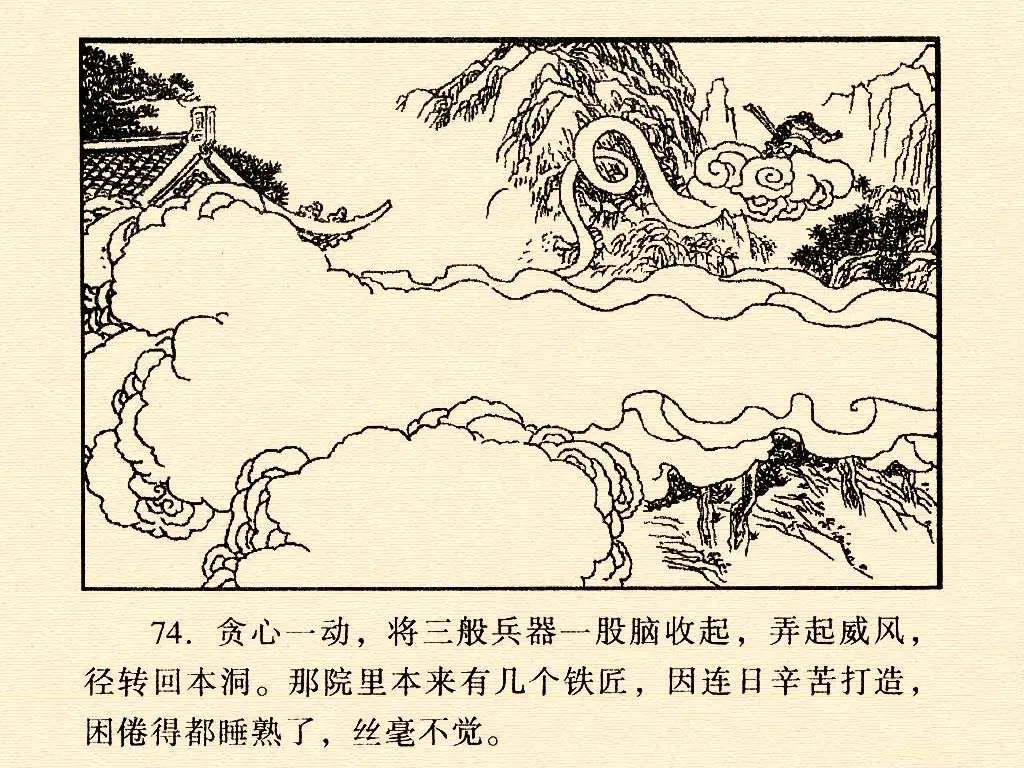 74. 贪心一动，将三般兵器一股脑收起，弄起威风，
径转回本洞。那院里本来有几个铁匠，因连日辛苦打造，
困倦得都睡熟了，丝毫不觉。